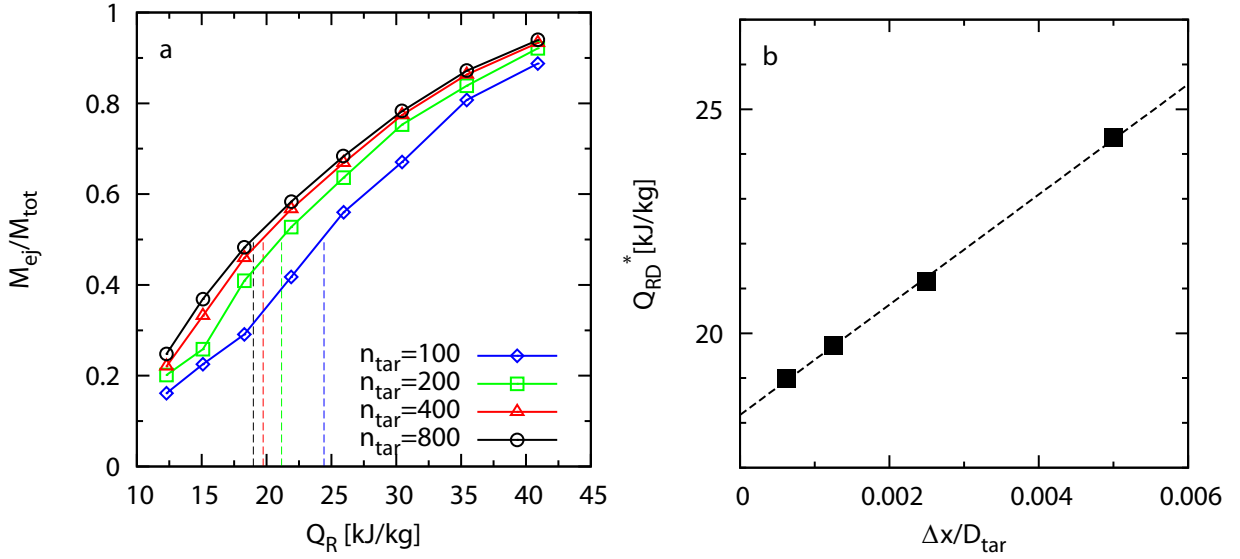 a
M_ej/M_tot
1
0.8
0.6
0.4
0.2
0
10 15 20 25 30 35 40 45
Q_R [kJ/kg]
n_tar=100
n_tar=200
n_tar=400
n_tar=800
b
Q_RD^* [kJ/kg]
25
20
0 0.002 0.004 0.006
Δx/D_tar